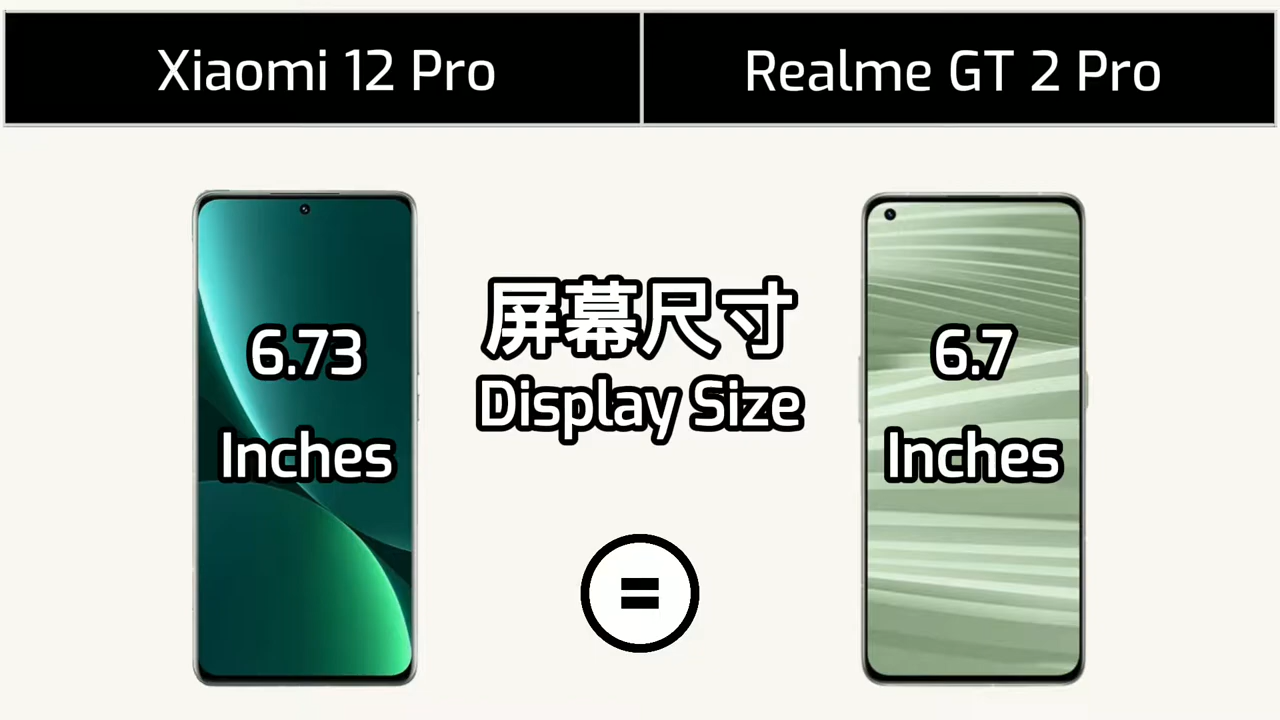 Xiaomi 12 Pro
Realme GT 2 Pro
屏幕尺寸
Display Size
6.73
Inches
=
6.7
Inches